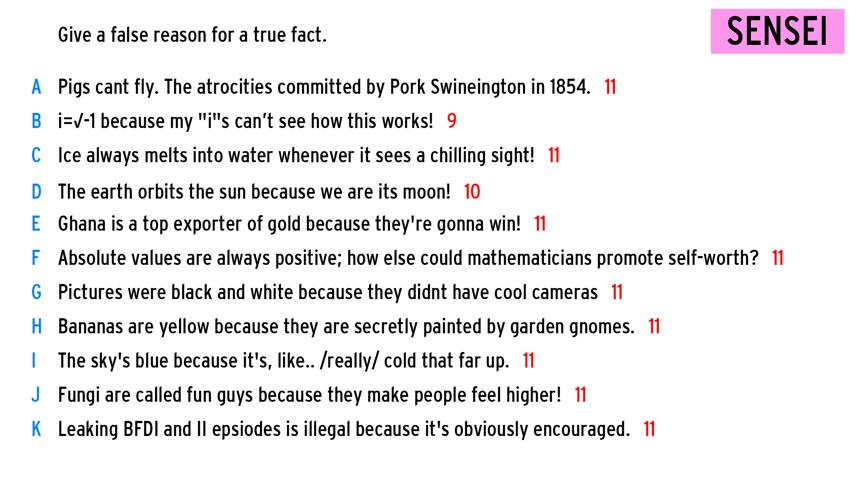 Give a false reason for a true fact.
SENSEI
A Pigs cant fly. The atrocities committed by Pork Swineington in 1854. 11
B i=√-1 because my "i"s can't see how this works! 9
C Ice always melts into water whenever it sees a chilling sight! 11
D The earth orbits the sun because we are its moon! 10
E Ghana is a top exporter of gold because they're gonna win! 11
F Absolute values are always positive; how else could mathematicians promote self-worth? 11
G Pictures were black and white because they didnt have cool cameras 11
H Bananas are yellow because they are secretly painted by garden gnomes. 11
I The sky's blue because it's, like.. /really/ cold that far up. 11
J Fungi are called fun guys because they make people feel higher! 11
K Leaking BFDI and II epsiodes is illegal because it's obviously encouraged. 11